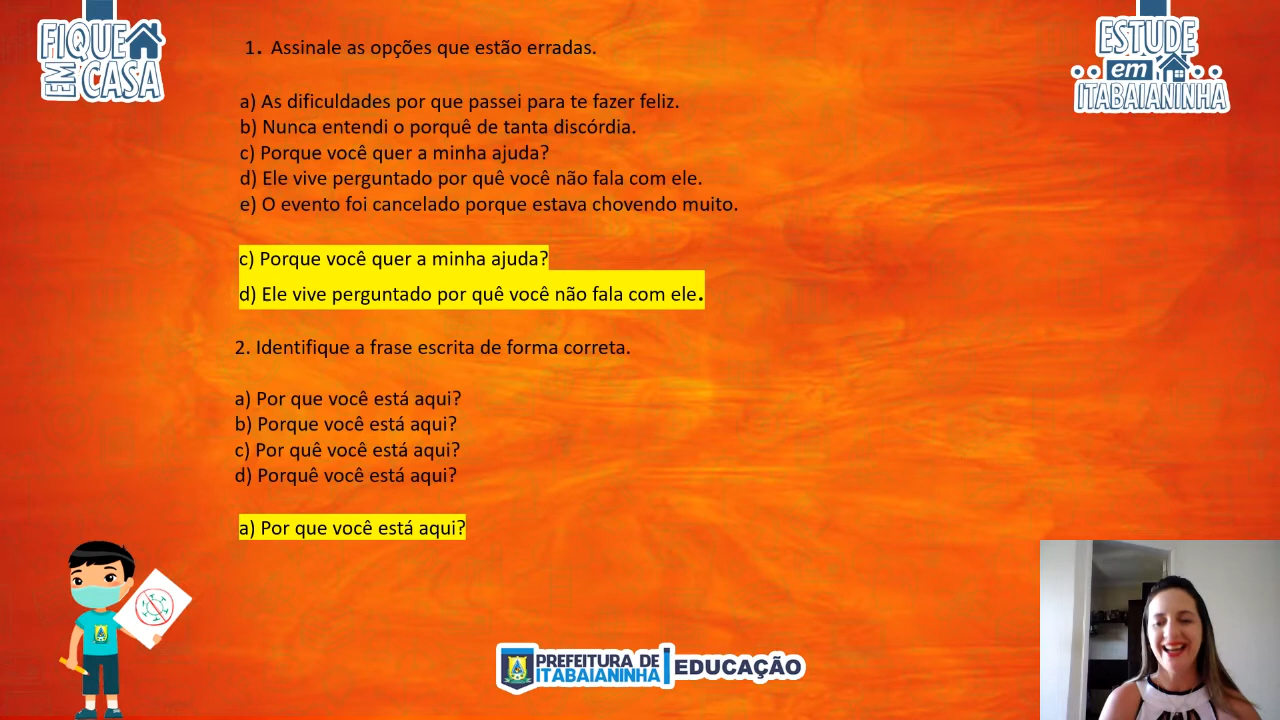 FIQUE
EM
CASA
ESTUDE
em
ITABAIANINHA
1. Assinale as opções que estão erradas.
a) As dificuldades por que passei para te fazer feliz.
b) Nunca entendi o porquê de tanta discórdia.
c) Porque você quer a minha ajuda?
d) Ele vive perguntado por quê você não fala com ele.
e) O evento foi cancelado porque estava chovendo muito.
c) Porque você quer a minha ajuda?
d) Ele vive perguntado por quê você não fala com ele.
2. Identifique a frase escrita de forma correta.
a) Por que você está aqui?
b) Porque você está aqui?
c) Por quê você está aqui?
d) Porquê você está aqui?
a) Por que você está aqui?
PREFEITURA DE
ITABAIANINHA
EDUCAÇÃO